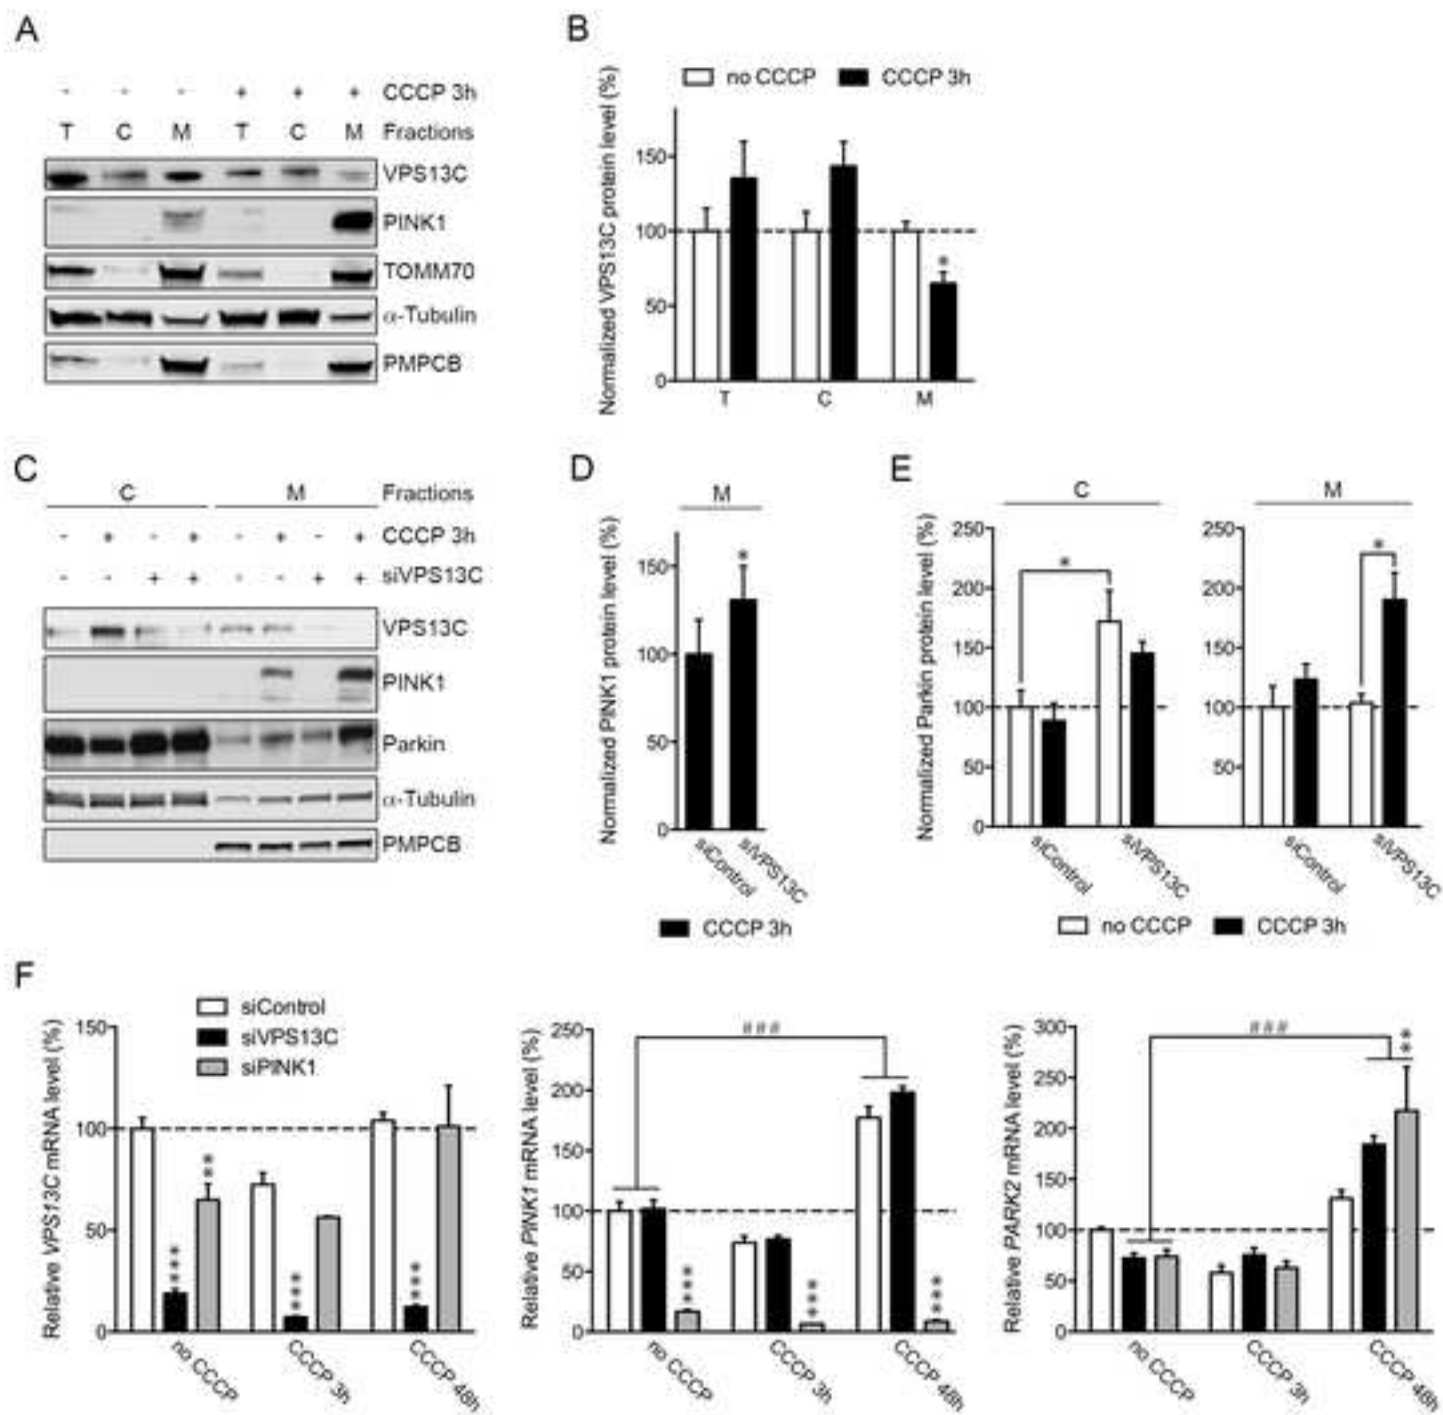 A
- - - + + + CCCP 3h
T C M T C M Fractions
VPS13C
PINK1
TOMM70
α-Tubulin
PMPCB
B
no CCCP CCCP 3h
Normalized VPS13C protein level (%)
150
100
50
0
*
T C M
C
C M Fractions
- + - + - + - + CCCP 3h
- - + + - - + + siVPS13C
VPS13C
PINK1
Parkin
α-Tubulin
PMPCB
D
M
Normalized PINK1 protein level (%)
150
100
50
0
*
siControl
siVPS13C
CCCP 3h
E
C
Normalized Parkin protein level (%)
250
200
150
100
50
0
*
siControl
siVPS13C
M
250
200
150
100
50
*
siControl
siVPS13C
no CCCP CCCP 3h
F
siControl
siVPS13C
siPINK1
Relative VPS13C mRNA level (%)
150
100
50
0
***
**
***
***
no CCCP
CCCP 3h
CCCP 48h
Relative PINK1 mRNA level (%)
250
200
150
100
50
0
###
***
***
***
no CCCP
CCCP 3h
CCCP 48h
Relative PARK2 mRNA level (%)
300
250
200
150
100
50
0
###
**
no CCCP
CCCP 3h
CCCP 48h